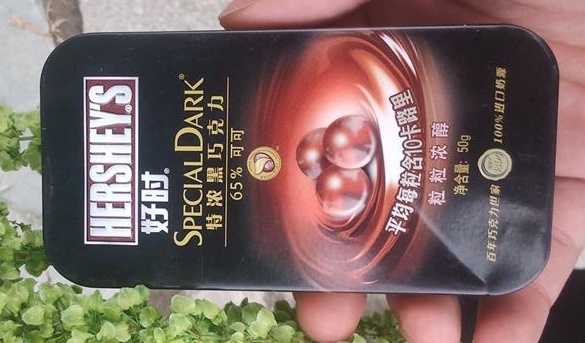 HERSHEY'S
好时®
SPECIAL DARK®
特浓黑巧克力
65% 可可
平均每粒含10卡路里
粒粒浓醇
净含量: 50g
百年巧克力世家
100%进口奶源